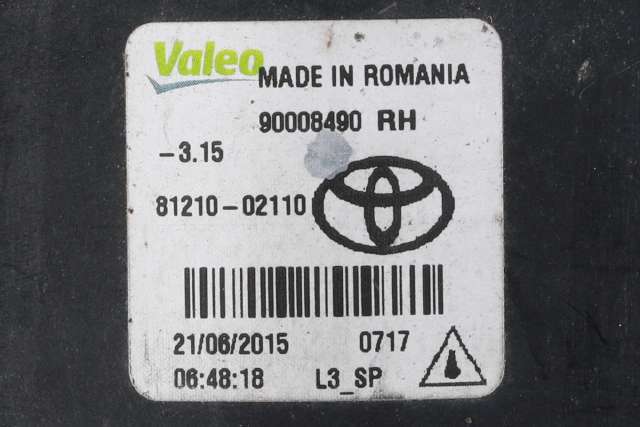 Valeo
MADE IN ROMANIA
90008490 RH
-3.15
81210-02110
21/06/2015 0717
06:48:18 L3_SP